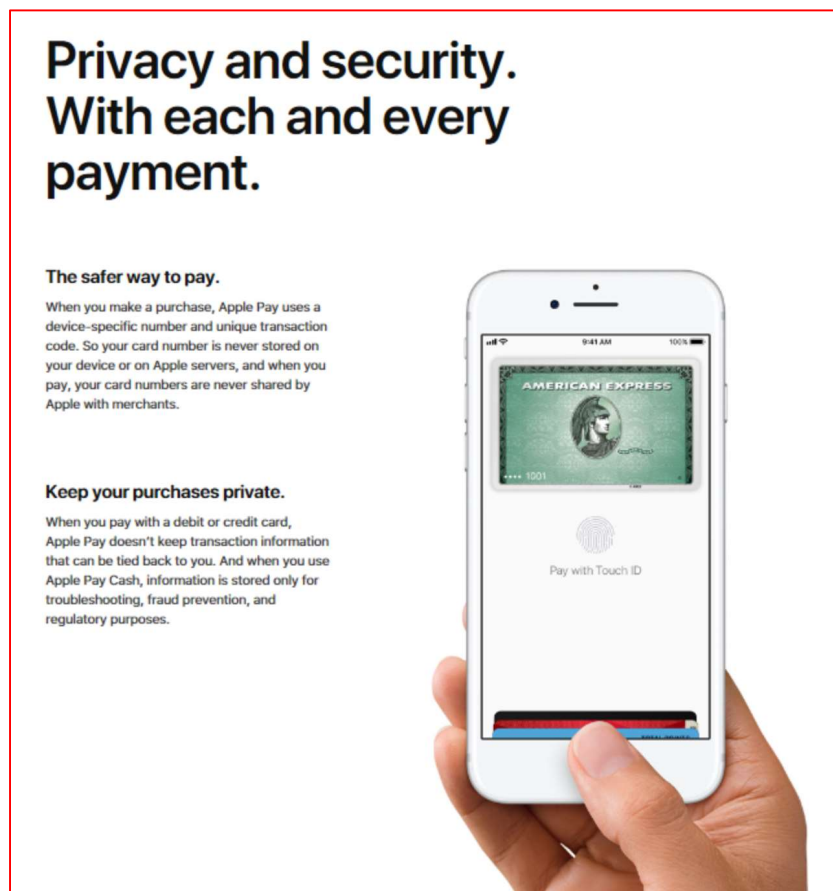 Privacy and security.
With each and every
payment.
The safer way to pay.
When you make a purchase, Apple Pay uses a
device-specific number and unique transaction
code. So your card number is never stored on
your device or on Apple servers, and when you
pay, your card numbers are never shared by
Apple with merchants.
Keep your purchases private.
When you pay with a debit or credit card,
Apple Pay doesn't keep transaction information
that can be tied back to you. And when you use
Apple Pay Cash, information is stored only for
troubleshooting, fraud prevention, and
regulatory purposes.
9:41 AM 100%
AMERICAN EXPRESS
•••• 1001
Pay with Touch ID